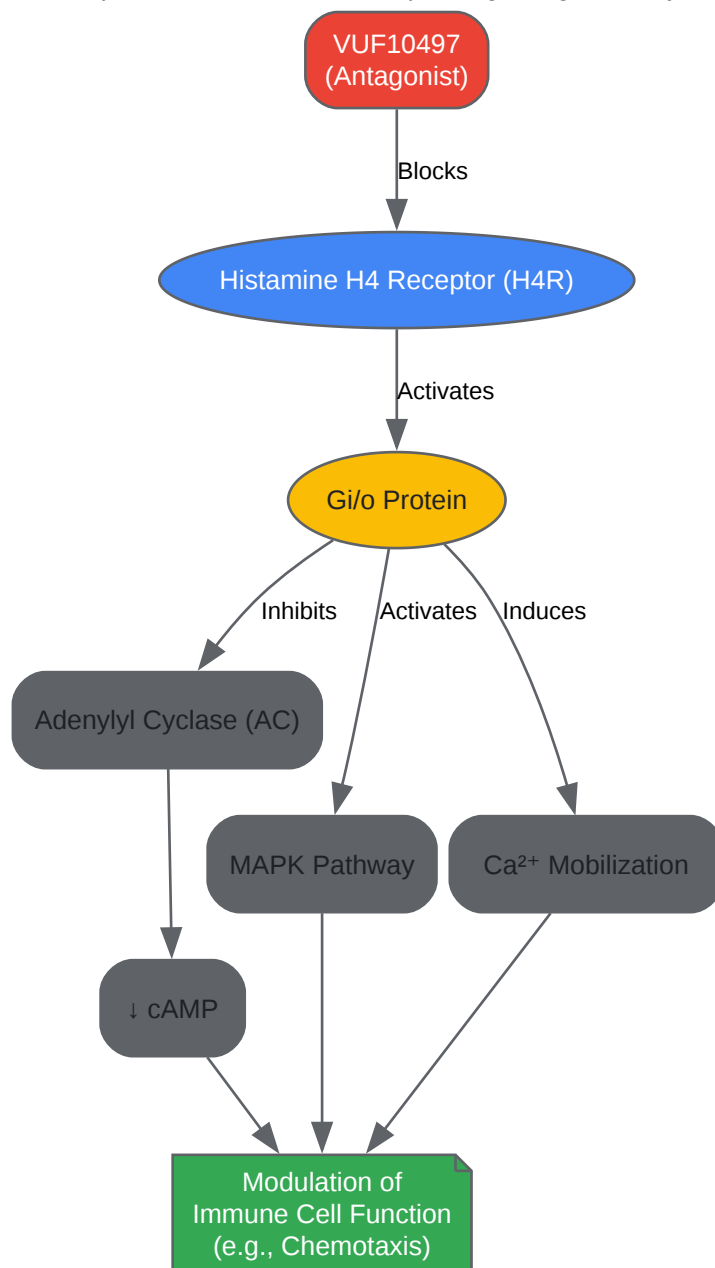 VUF10497
(Antagonist)
Blocks
Histamine H4 Receptor (H4R)
Activates
Gi/o Protein
Inhibits
Activates
Induces
Adenylyl Cyclase (AC)
MAPK Pathway
Ca²⁺ Mobilization
↓ cAMP
Modulation of
Immune Cell Function
(e.g., Chemotaxis)